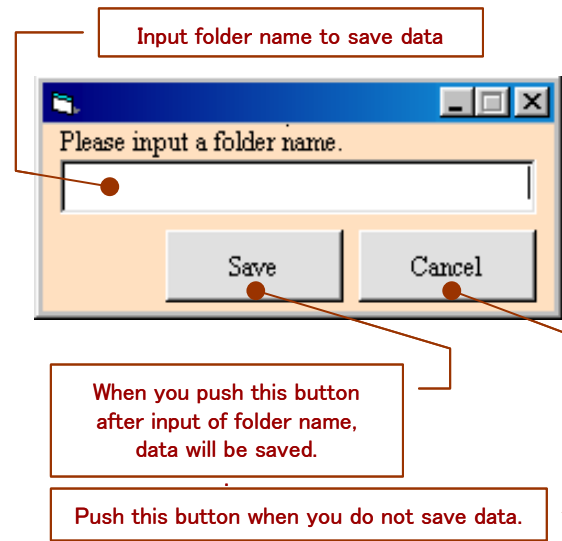 Input folder name to save data
Please input a folder name.
Save
Cancel
When you push this button
after input of folder name,
data will be saved.
Push this button when you do not save data.